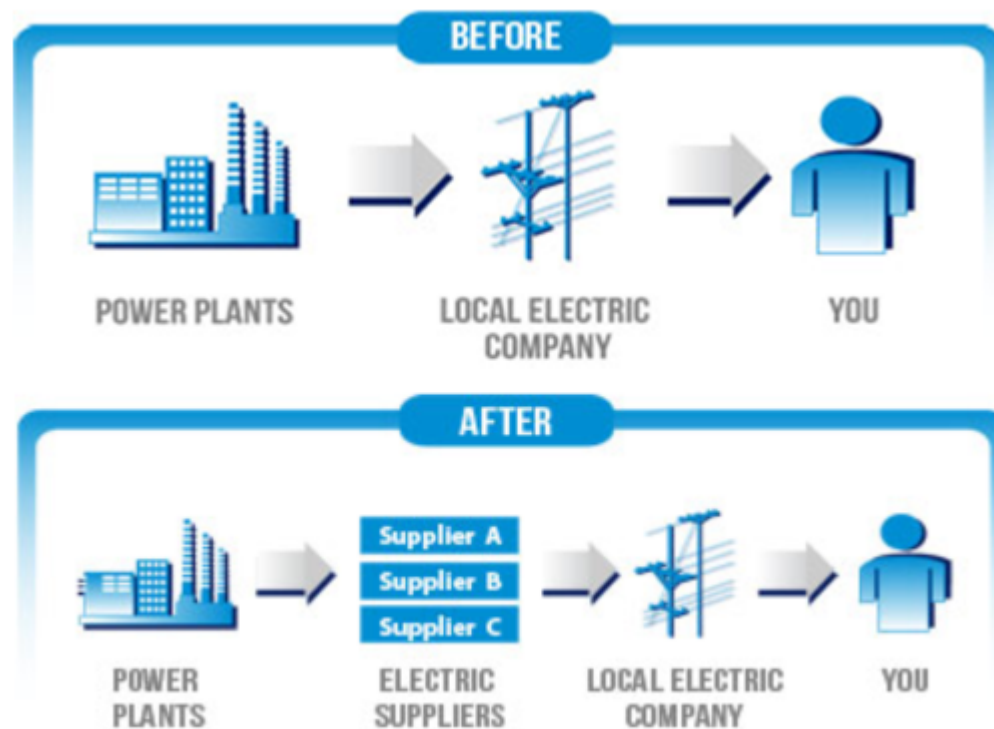 BEFORE
POWER PLANTS
LOCAL ELECTRIC
COMPANY
YOU
AFTER
Supplier A
Supplier B
Supplier C
POWER
PLANTS
ELECTRIC
SUPPLIERS
LOCAL ELECTRIC
COMPANY
YOU